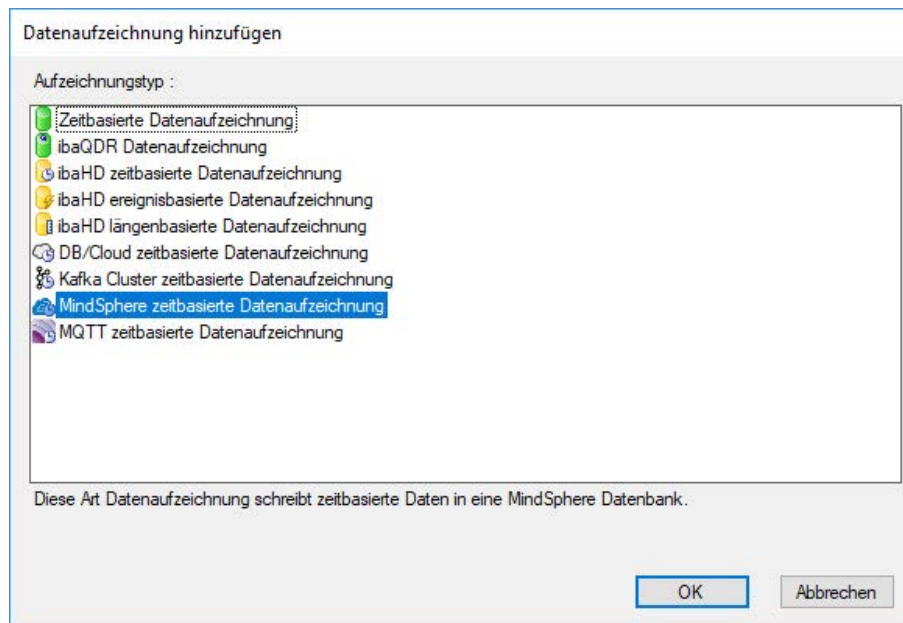 Datenaufzeichnung hinzufügen
Aufzeichnungstyp :
Zeitbasierte Datenaufzeichnung
ibaQDR Datenaufzeichnung
ibaHD zeitbasierte Datenaufzeichnung
ibaHD ereignisbasierte Datenaufzeichnung
ibaHD längenbasierte Datenaufzeichnung
DB/Cloud zeitbasierte Datenaufzeichnung
Kafka Cluster zeitbasierte Datenaufzeichnung
MindSphere zeitbasierte Datenaufzeichnung
MQTT zeitbasierte Datenaufzeichnung
Diese Art Datenaufzeichnung schreibt zeitbasierte Daten in eine MindSphere Datenbank.
OK
Abbrechen